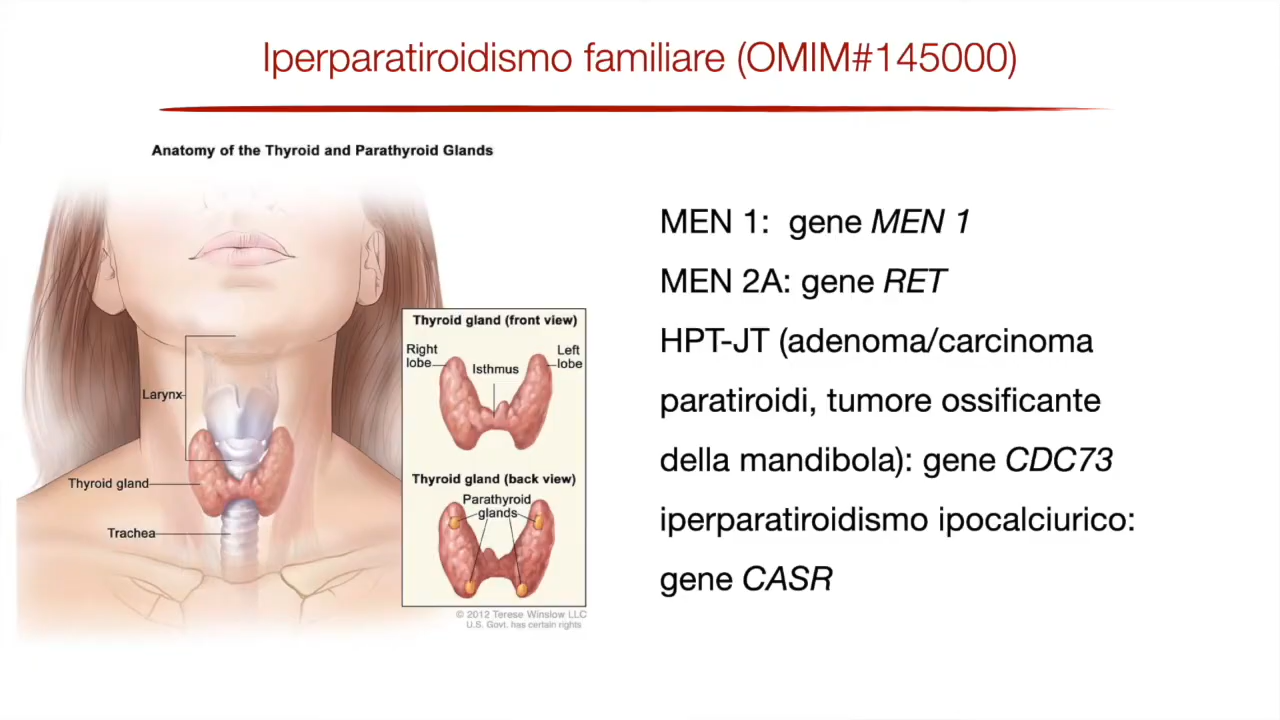 Iperparatiroidismo familiare (OMIM#145000)
Anatomy of the Thyroid and Parathyroid Glands
Larynx
Thyroid gland
Trachea
Thyroid gland (front view)
Right
lobe
Isthmus
Left
lobe
Thyroid gland (back view)
Parathyroid
glands
© 2012 Terese Winslow LLC
U.S. Govt. has certain rights
MEN 1:  gene MEN 1
MEN 2A: gene RET
HPT-JT (adenoma/carcinoma
paratiroidi, tumore ossificante
della mandibola): gene CDC73
iperparatiroidismo ipocalciurico:
gene CASR